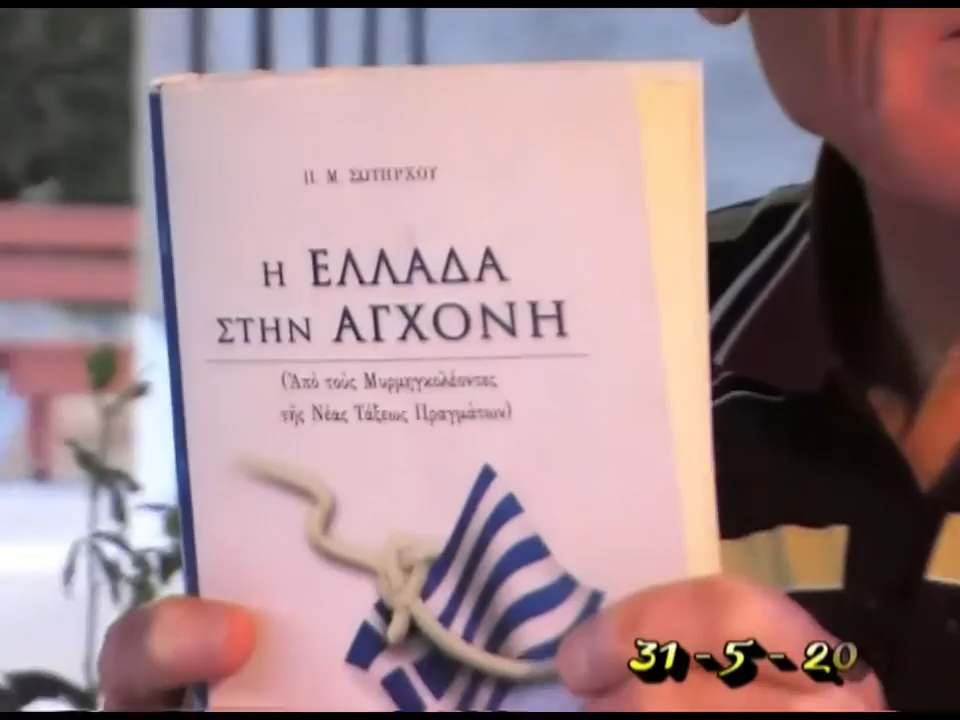 Π. Μ. ΣΩΤΗΡΧΟΥ
Η ΕΛΛΑΔΑ
ΣΤΗΝ ΑΓΧΟΝΗ
(Ἀπό τούς Μυρμηγκολέοντες
τῆς Νέας Τάξεως Πραγμάτων)
31-5-20